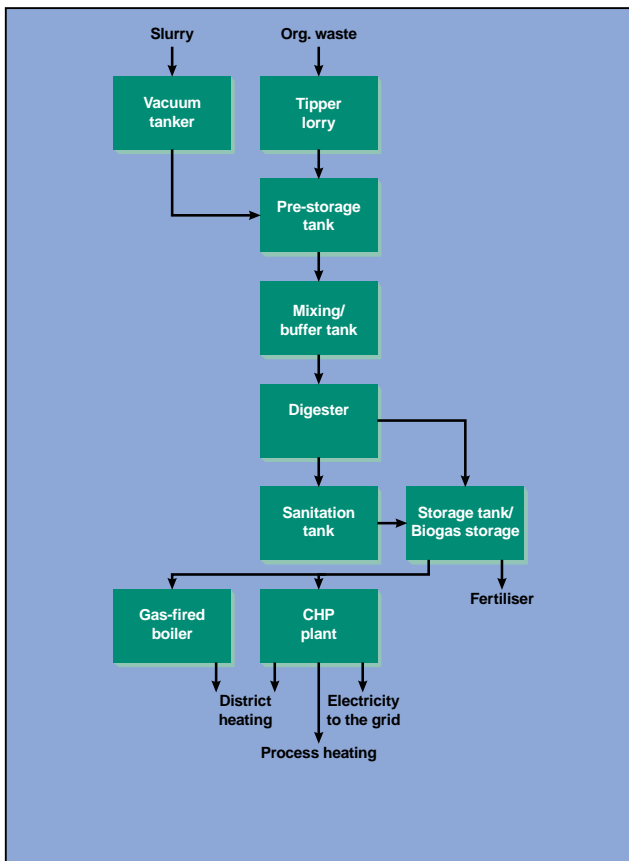 Slurry
Org. waste
Vacuum
tanker
Tipper
lorry
Pre-storage
tank
Mixing/
buffer tank
Digester
Sanitation
tank
Storage tank/
Biogas storage
Fertiliser
Gas-fired
boiler
CHP
plant
District
heating
Electricity
to the grid
Process heating